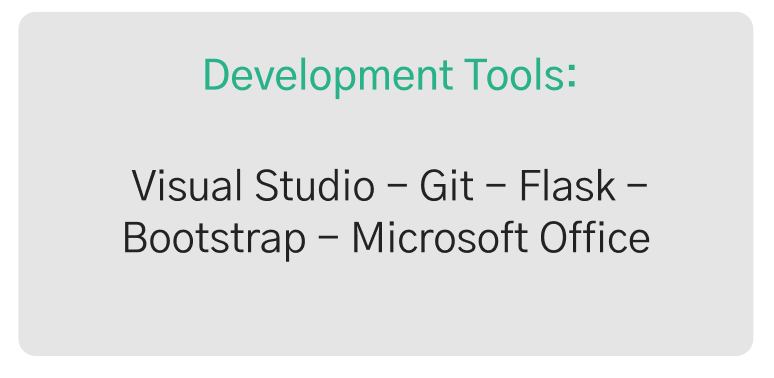 Development Tools:
Visual Studio – Git – Flask –
Bootstrap – Microsoft Office